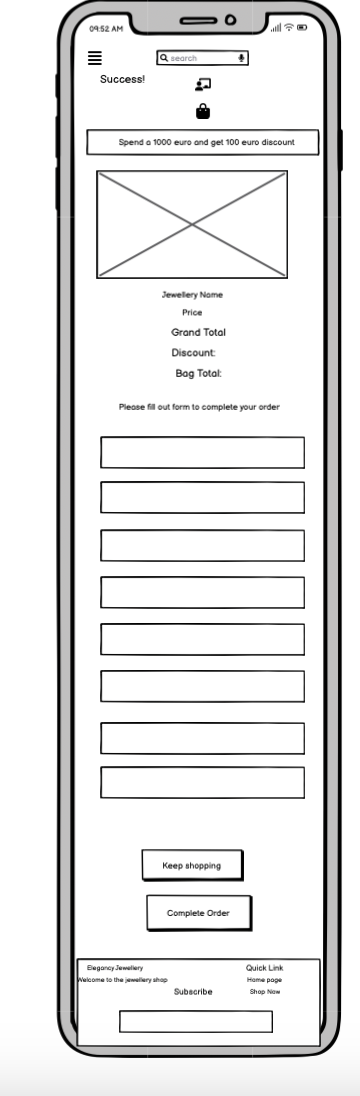 09:52 AM
search
Success!
Spend a 1000 euro and get 100 euro discount
Jewellery Name
Price
Grand Total
Discount:
Bag Total:
Please fill out form to complete your order
Keep shopping
Complete Order
Elegancy Jewellery
Quick Link
Welcome to the jewellery shop
Home page
Subscribe
Shop Now